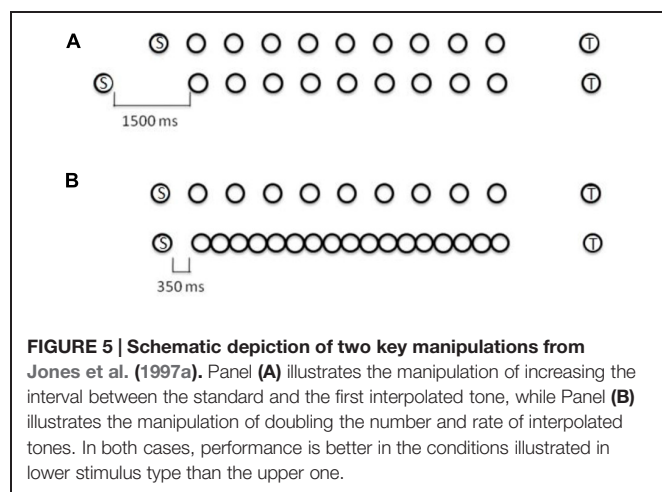 A S T
S T
1500 ms
B S T
S T
350 ms
FIGURE 5 | Schematic depiction of two key manipulations from
Jones et al. (1997a). Panel (A) illustrates the manipulation of increasing the
interval between the standard and the first interpolated tone, while Panel (B)
illustrates the manipulation of doubling the number and rate of interpolated
tones. In both cases, performance is better in the conditions illustrated in
lower stimulus type than the upper one.